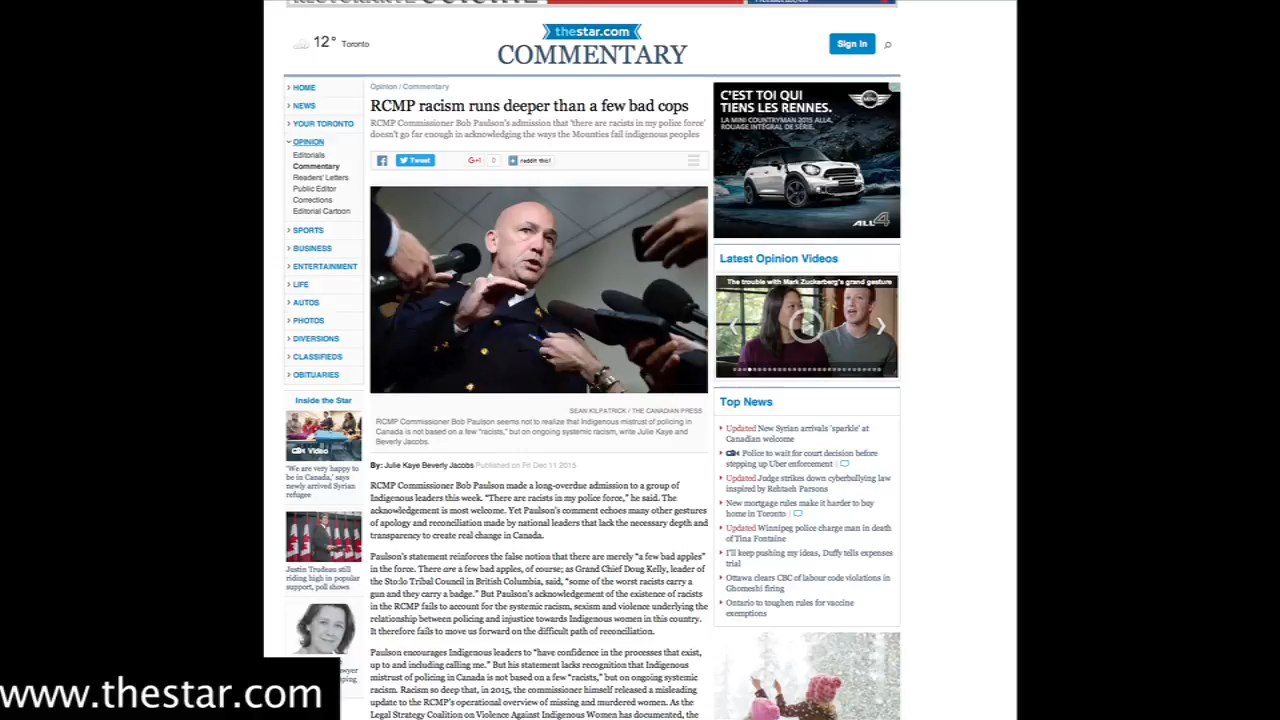 thestar.com
COMMENTARY
12° Toronto
Sign In
HOME
NEWS
YOUR TORONTO
OPINION
Editorials
Commentary
Readers' Letters
Public Editor
Corrections
Editorial Cartoon
SPORTS
BUSINESS
ENTERTAINMENT
LIFE
AUTOS
PHOTOS
DIVERSIONS
CLASSIFIEDS
OBITUARIES
Inside the Star
Video
'We are very happy to
be in Canada,' says
newly arrived Syrian
refugee
Justin Trudeau still
riding high in popular
support, poll shows
Opinion / Commentary
RCMP racism runs deeper than a few bad cops
RCMP Commissioner Bob Paulson's admission that 'there are racists in my police force'
doesn't go far enough in acknowledging the ways the Mounties fail indigenous peoples
Tweet
G+1
0
reddit this!
SEAN KILPATRICK / THE CANADIAN PRESS
RCMP Commissioner Bob Paulson seems not to realize that Indigenous mistrust of policing in
Canada is not based on a few "racists," but on ongoing systemic racism, write Julie Kaye and
Beverly Jacobs.
By: Julie Kaye Beverly Jacobs Published on Fri Dec 11 2015
RCMP Commissioner Bob Paulson made a long-overdue admission to a group of
Indigenous leaders this week. "There are racists in my police force," he said. The
acknowledgement is most welcome. Yet Paulson's comment echoes many other gestures
of apology and reconciliation made by national leaders that lack the necessary depth and
transparency to create real change in Canada.
Paulson's statement reinforces the false notion that there are merely "a few bad apples"
in the force. There are a few bad apples, of course; as Grand Chief Doug Kelly, leader of
the Sto:lo Tribal Council in British Columbia, said, "some of the worst racists carry a
gun and they carry a badge." But Paulson's acknowledgement of the existence of racists
in the RCMP fails to account for the systemic racism, sexism and violence underlying the
relationship between policing and injustice towards Indigenous women in this country.
It therefore fails to move us forward on the difficult path of reconciliation.
Paulson encourages Indigenous leaders to "have confidence in the processes that exist,
up to and including calling me." But his statement lacks recognition that Indigenous
mistrust of policing in Canada is not based on a few "racists," but on ongoing systemic
racism. Racism so deep that, in 2015, the commissioner himself released a misleading
update to the RCMP's operational overview of missing and murdered women. As the
Legal Strategy Coalition on Violence Against Indigenous Women has documented, the
C'EST TOI QUI
TIENS LES RENNES.
LA MINI COUNTRYMAN 2015 ALL4.
ROUAGE INTÉGRAL DE SÉRIE.
MINI
ALL4
Latest Opinion Videos
The trouble with Mark Zuckerberg's grand gesture
Top News
Updated New Syrian arrivals 'sparkle' at
Canadian welcome
Police to wait for court decision before
stepping up Uber enforcement
Updated Judge strikes down cyberbullying law
inspired by Rehtaeh Parsons
New mortgage rules make it harder to buy
home in Toronto
Updated Winnipeg police charge man in death
of Tina Fontaine
I'll keep pushing my ideas, Duffy tells expenses
trial
Ottawa clears CBC of labour code violations in
Ghomeshi firing
Ontario to toughen rules for vaccine
exemptions
www.thestar.com